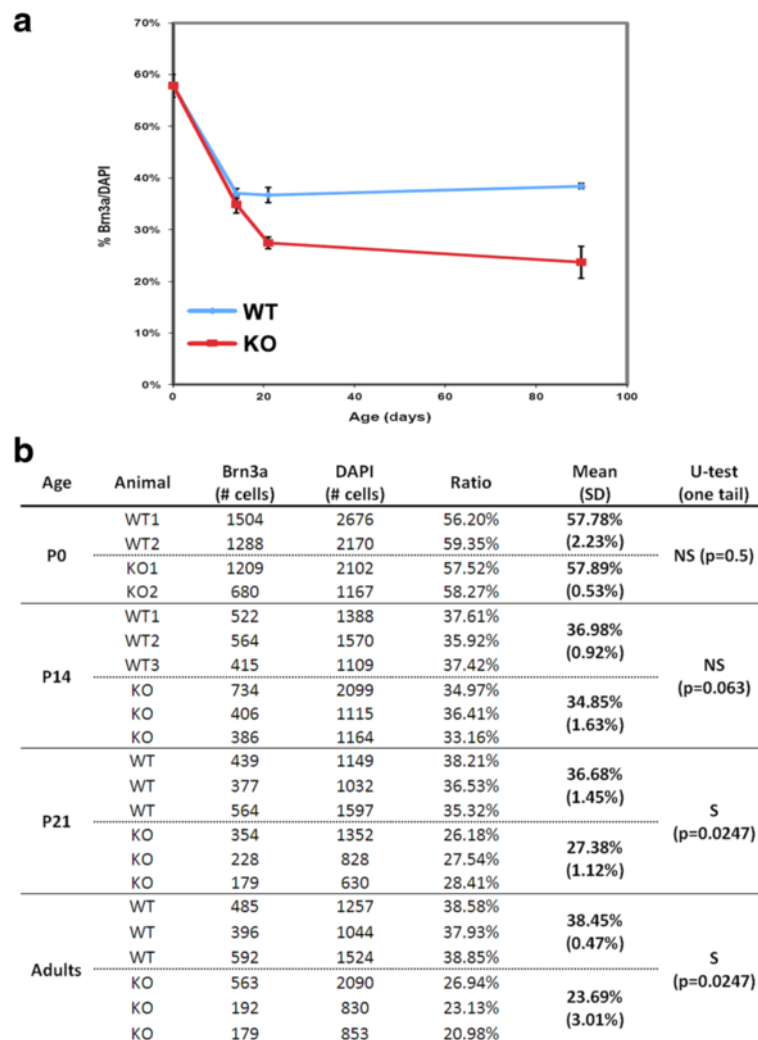 a
70%
60%
50%
40%
30%
20%
10%
0%
% Brn3a/DAPI
WT
KO
0 20 40 60 80 100
Age (days)
b
Age Animal Brn3a (# cells) DAPI (# cells) Ratio Mean (SD) U-test (one tail)
P0
WT1 1504 2676 56.20%
WT2 1288 2170 59.35%
57.78%
(2.23%)
KO1 1209 2102 57.52%
KO2 680 1167 58.27%
57.89%
(0.53%)
NS (p=0.5)
P14
WT1 522 1388 37.61%
WT2 564 1570 35.92%
WT3 415 1109 37.42%
36.98%
(0.92%)
KO 734 2099 34.97%
KO 406 1115 36.41%
KO 386 1164 33.16%
34.85%
(1.63%)
NS
(p=0.063)
P21
WT 439 1149 38.21%
WT 377 1032 36.53%
WT 564 1597 35.32%
36.68%
(1.45%)
KO 354 1352 26.18%
KO 228 828 27.54%
KO 179 630 28.41%
27.38%
(1.12%)
S
(p=0.0247)
Adults
WT 485 1257 38.58%
WT 396 1044 37.93%
WT 592 1524 38.85%
38.45%
(0.47%)
KO 563 2090 26.94%
KO 192 830 23.13%
KO 179 853 20.98%
23.69%
(3.01%)
S
(p=0.0247)